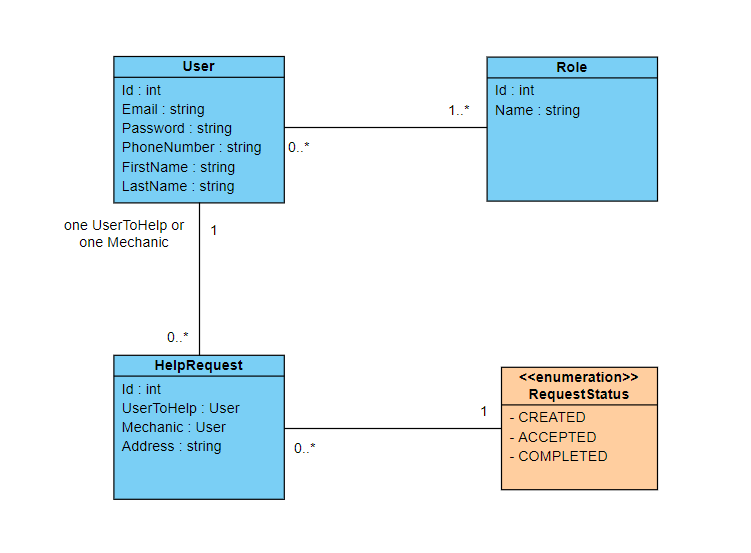 User
Id : int
Email : string
Password : string
PhoneNumber : string
FirstName : string
LastName : string
Role
Id : int
Name : string
1..*
0..*
one UserToHelp or
one Mechanic
1
0..*
HelpRequest
Id : int
UserToHelp : User
Mechanic : User
Address : string
<<enumeration>>
RequestStatus
- CREATED
- ACCEPTED
- COMPLETED
1
0..*